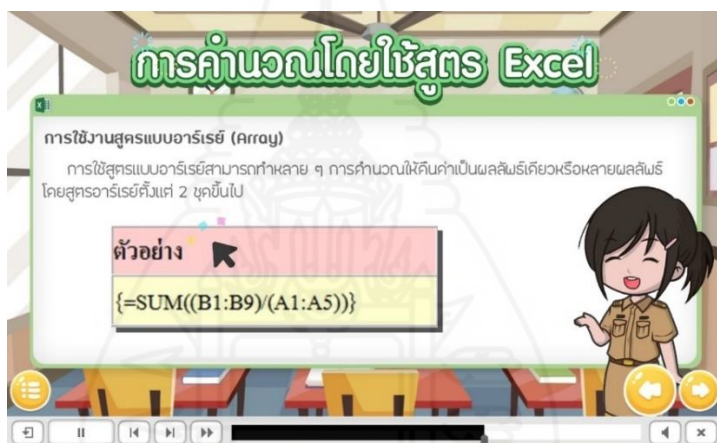 การคำนวณโดยใช้สูตร Excel
การใช้งานสูตรแบบอาร์เรย์ (Array)
การใช้สูตรแบบอาร์เรย์สามารถทำหลาย ๆ การคำนวณให้คืนค่าเป็นผลลัพธ์เดียวหรือหลายผลลัพธ์
โดยสูตรอาร์เรย์ตั้งแต่ 2 ชุดขึ้นไป
ตัวอย่าง
{=SUM((B1:B9)/(A1:A5))}